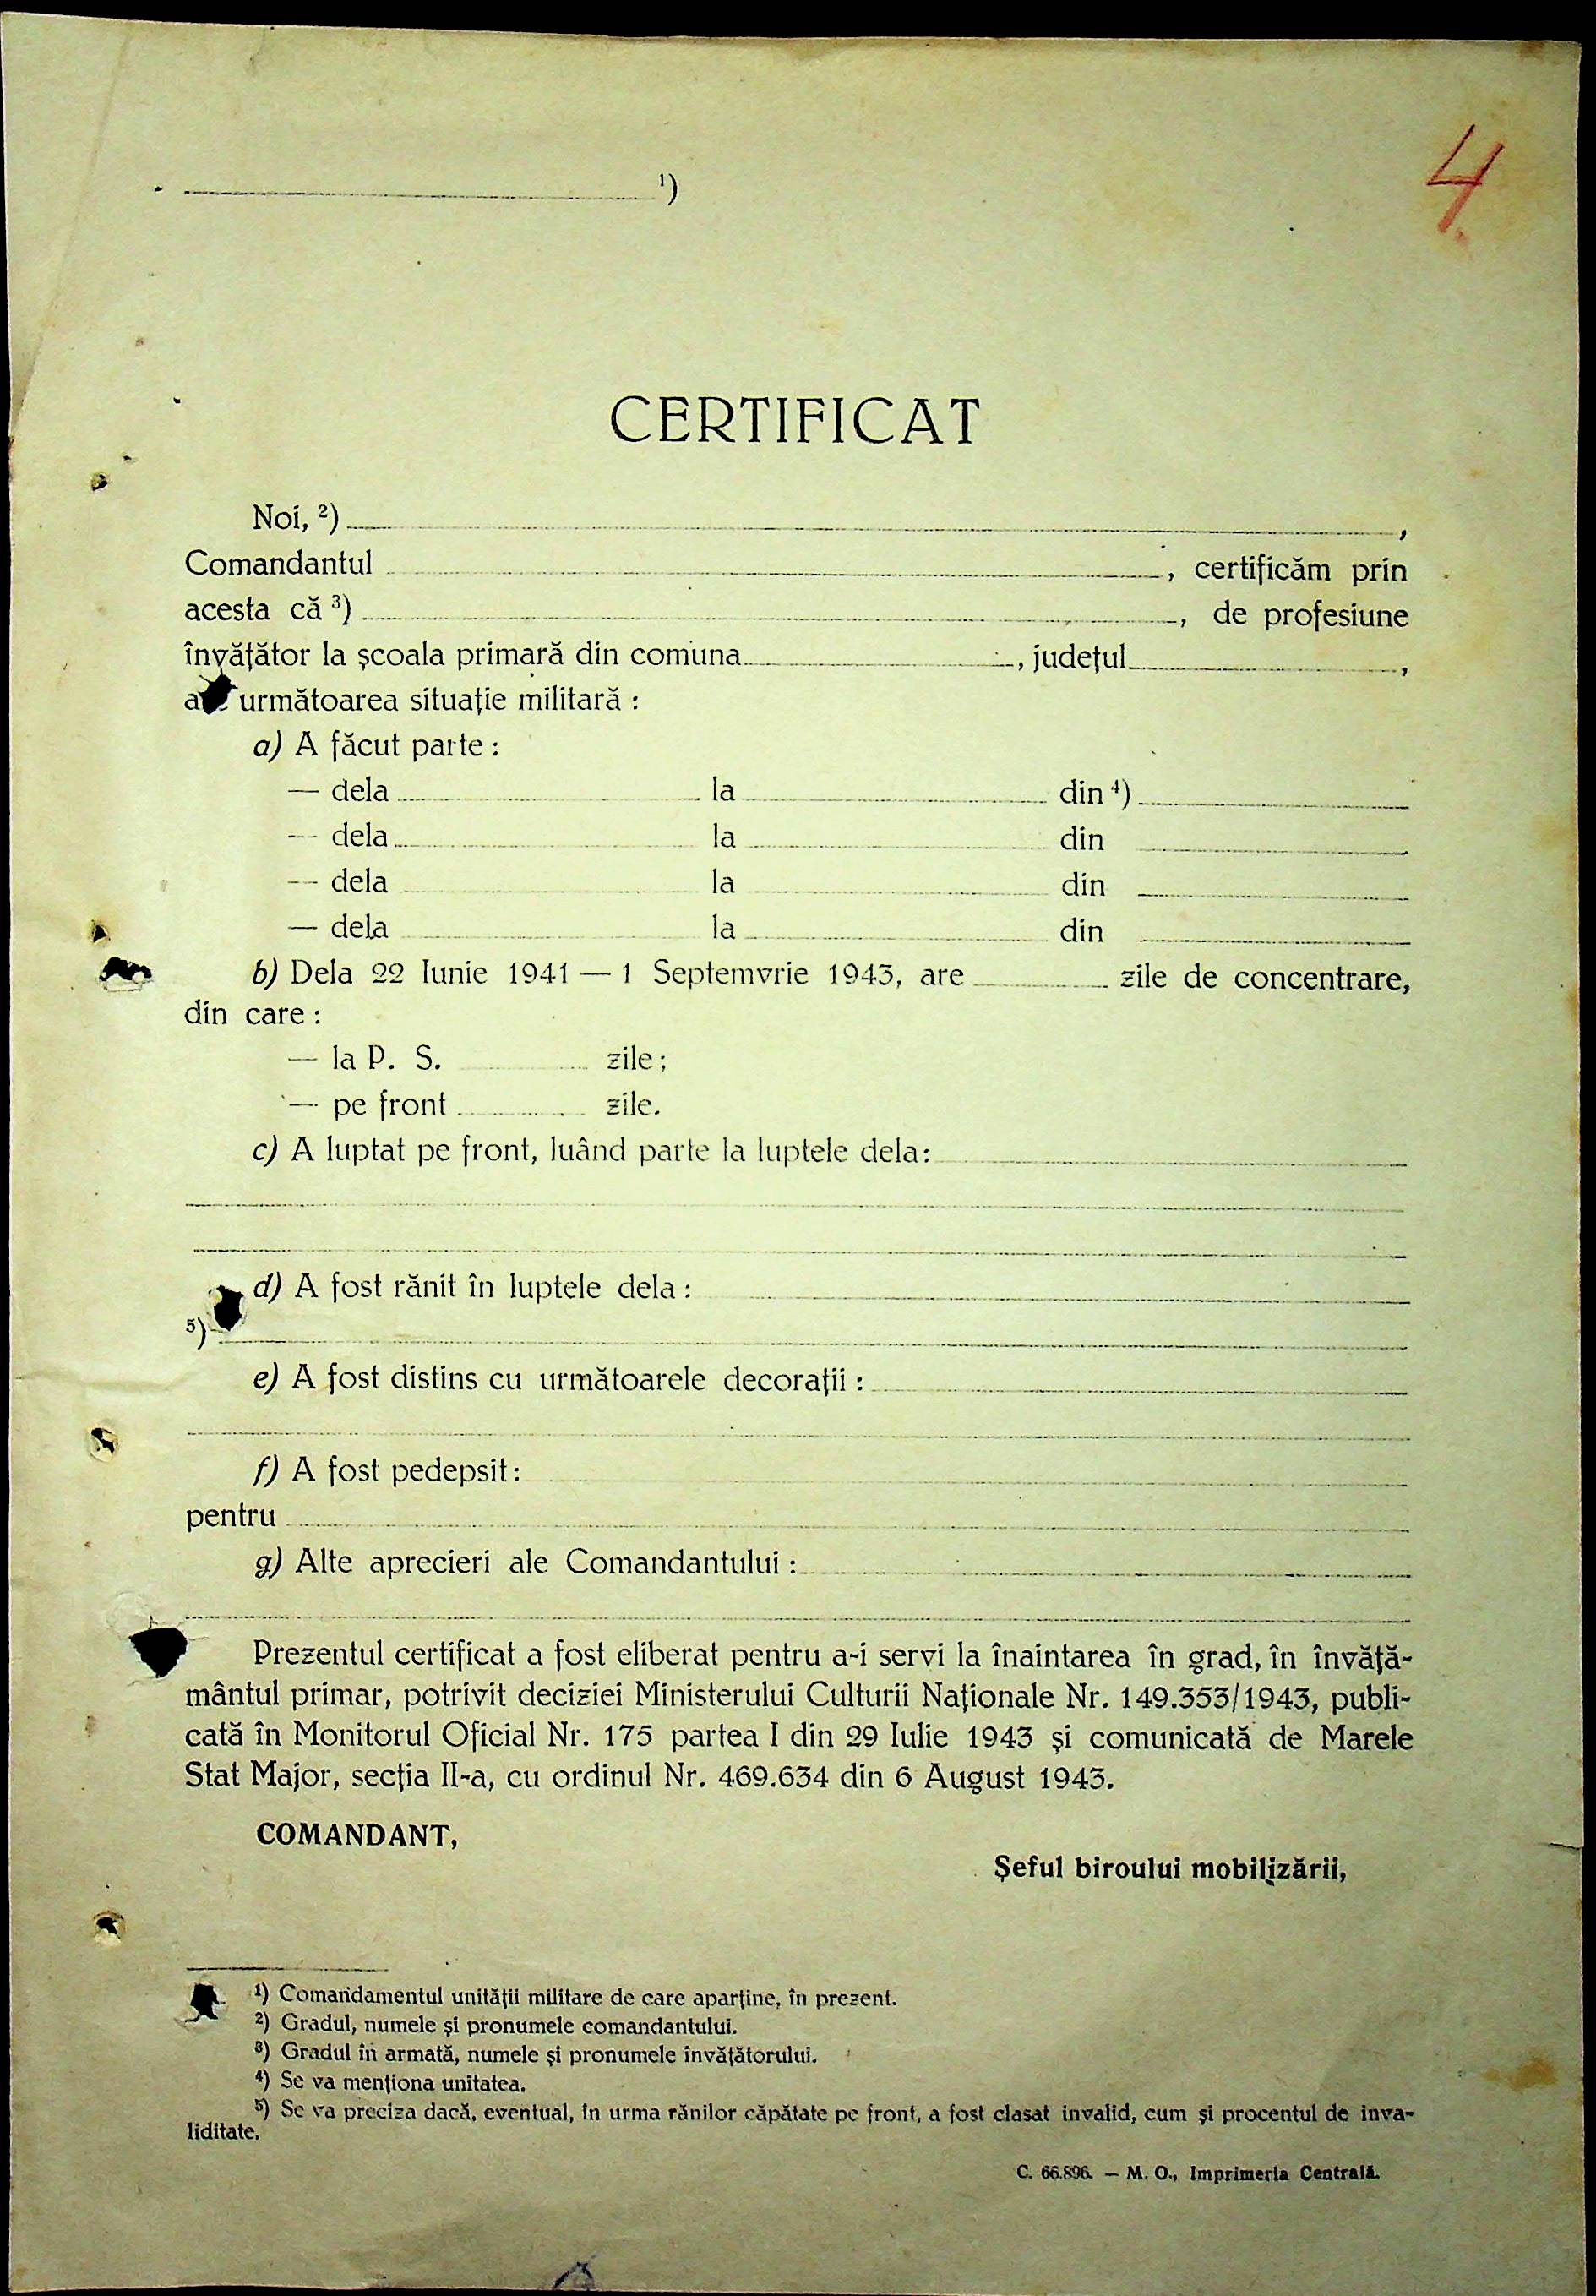 4
¹)
CERTIFICAT
Noi, ²) ,
Comandantul , certificăm prin
acesta că ³) , de profesiune
învățător la școala primară din comuna , județul ,
următoarea situație militară :
a) A făcut parte :
— dela la din ⁴)
— dela la din
— dela la din
— dela la din
b) Dela 22 Iunie 1941 — 1 Septemvrie 1943, are zile de concentrare,
din care :
— la P. S. zile ;
— pe front zile.
c) A luptat pe front, luând parte la luptele dela:
d) A fost rănit în luptele dela :
⁵)
e) A fost distins cu următoarele decorații :
f) A fost pedepsit :
pentru
g) Alte aprecieri ale Comandantului :
Prezentul certificat a fost eliberat pentru a-i servi la înaintarea în grad, în învăță-
mântul primar, potrivit deciziei Ministerului Culturii Naționale Nr. 149.353/1943, publi-
cată în Monitorul Oficial Nr. 175 partea I din 29 Iulie 1943 și comunicată de Marele
Stat Major, secția II-a, cu ordinul Nr. 469.634 din 6 August 1943.
COMANDANT,
Șeful biroului mobilizării,
¹) Comandamentul unității militare de care aparține, în prezent.
²) Gradul, numele și pronumele comandantului.
³) Gradul în armată, numele și pronumele învățătorului.
⁴) Se va menționa unitatea.
⁵) Se va preciza dacă, eventual, în urma rănilor căpătate pe front, a fost clasat invalid, cum și procentul de inva-
liditate.
C. 66.896. — M. O., Imprimeria Centrală.